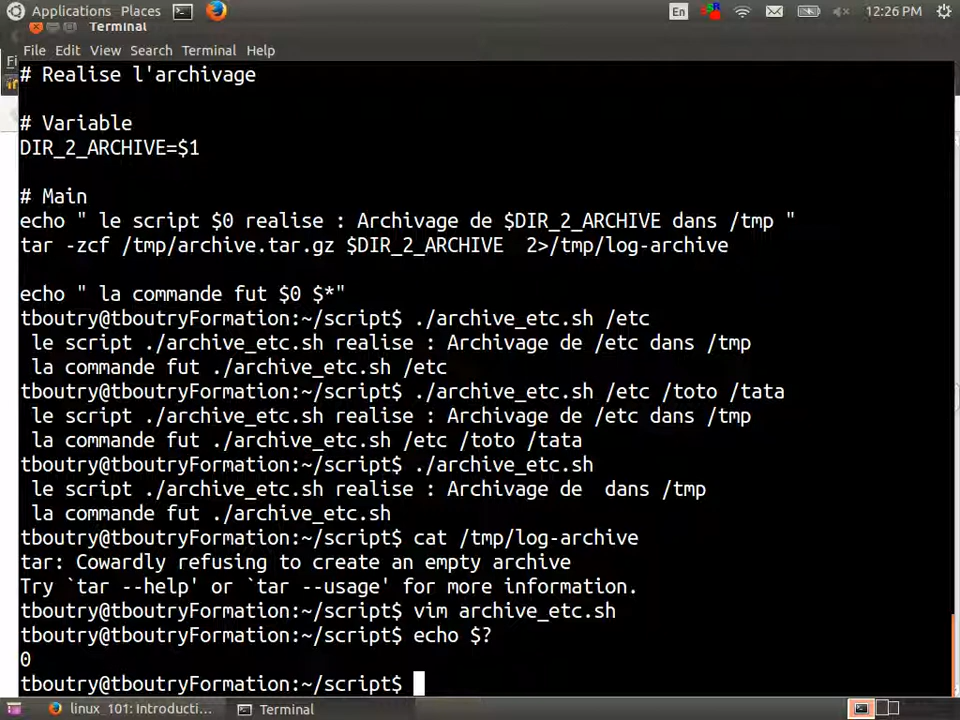 Applications Places En 12:26 PM
Terminal
File Edit View Search Terminal Help
# Realise l'archivage
# Variable
DIR_2_ARCHIVE=$1
# Main
echo " le script $0 realise : Archivage de $DIR_2_ARCHIVE dans /tmp "
tar -zcf /tmp/archive.tar.gz $DIR_2_ARCHIVE  2>/tmp/log-archive
echo " la commande fut $0 $*"
tboutry@tboutryFormation:~/script$ ./archive_etc.sh /etc
 le script ./archive_etc.sh realise : Archivage de /etc dans /tmp
 la commande fut ./archive_etc.sh /etc
tboutry@tboutryFormation:~/script$ ./archive_etc.sh /etc /toto /tata
 le script ./archive_etc.sh realise : Archivage de /etc dans /tmp
 la commande fut ./archive_etc.sh /etc /toto /tata
tboutry@tboutryFormation:~/script$ ./archive_etc.sh
 le script ./archive_etc.sh realise : Archivage de  dans /tmp
 la commande fut ./archive_etc.sh
tboutry@tboutryFormation:~/script$ cat /tmp/log-archive
tar: Cowardly refusing to create an empty archive
Try `tar --help' or `tar --usage' for more information.
tboutry@tboutryFormation:~/script$ vim archive_etc.sh
tboutry@tboutryFormation:~/script$ echo $?
0
tboutry@tboutryFormation:~/script$
linux_101: Introducti... Terminal